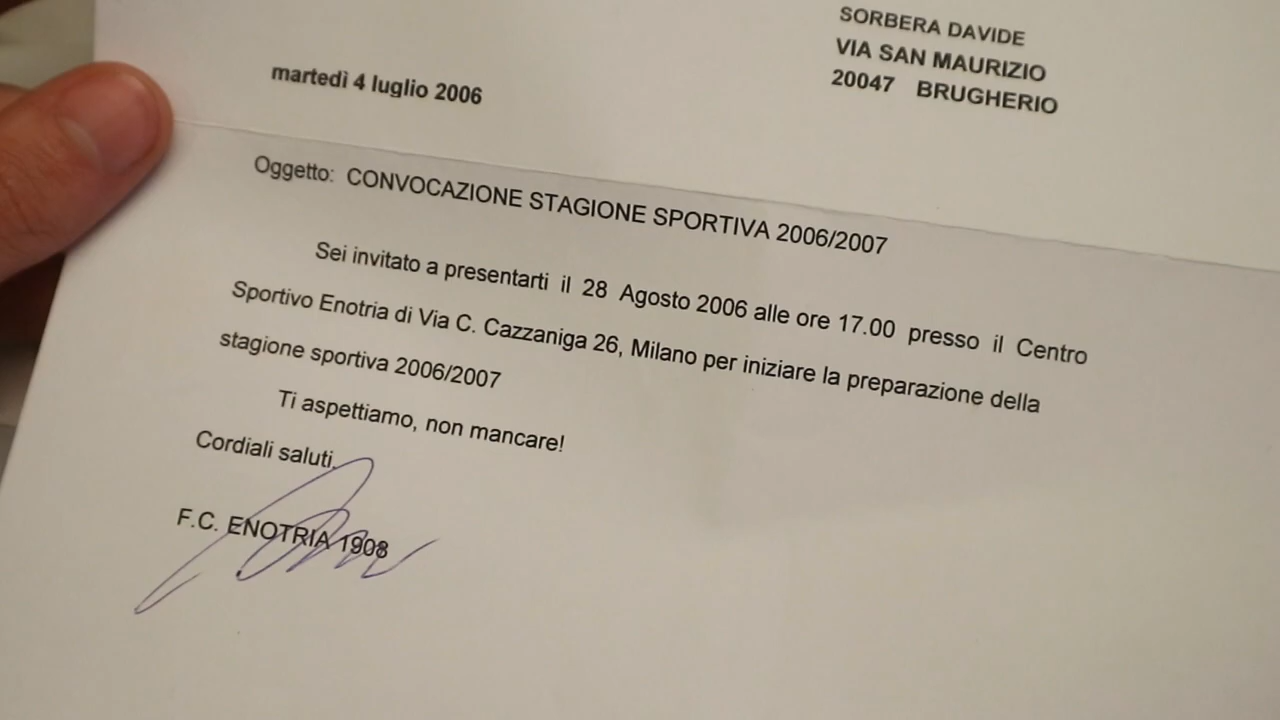 SORBERA DAVIDE
VIA SAN MAURIZIO
20047 BRUGHERIO
martedì 4 luglio 2006
Oggetto: CONVOCAZIONE STAGIONE SPORTIVA 2006/2007
Sei invitato a presentarti il 28 Agosto 2006 alle ore 17.00 presso il Centro
Sportivo Enotria di Via C. Cazzaniga 26, Milano per iniziare la preparazione della
stagione sportiva 2006/2007
Ti aspettiamo, non mancare!
Cordiali saluti.
F.C. ENOTRIA 1908